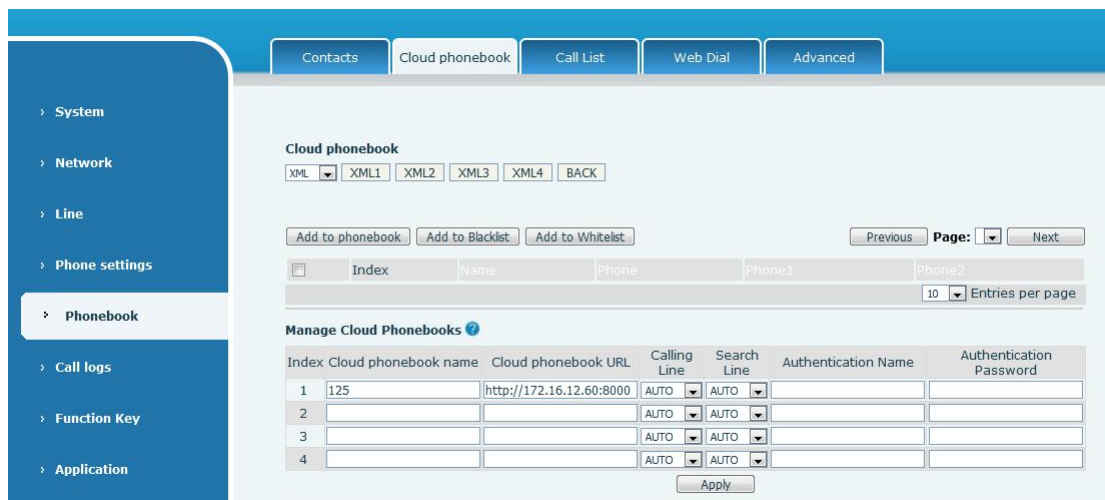 Contacts Cloud phonebook Call List Web Dial Advanced
› System
› Network
› Line
› Phone settings
› Phonebook
› Call logs
› Function Key
› Application
Cloud phonebook
XML XML1 XML2 XML3 XML4 BACK
Add to phonebook Add to Blacklist Add to Whitelist Previous Page: Next
Index Name Phone Phone1 Phone2
10 Entries per page
Manage Cloud Phonebooks ?
Index Cloud phonebook name Cloud phonebook URL Calling Line Search Line Authentication Name Authentication Password
1 125 http://172.16.12.60:8000 AUTO AUTO
2 AUTO AUTO
3 AUTO AUTO
4 AUTO AUTO
Apply